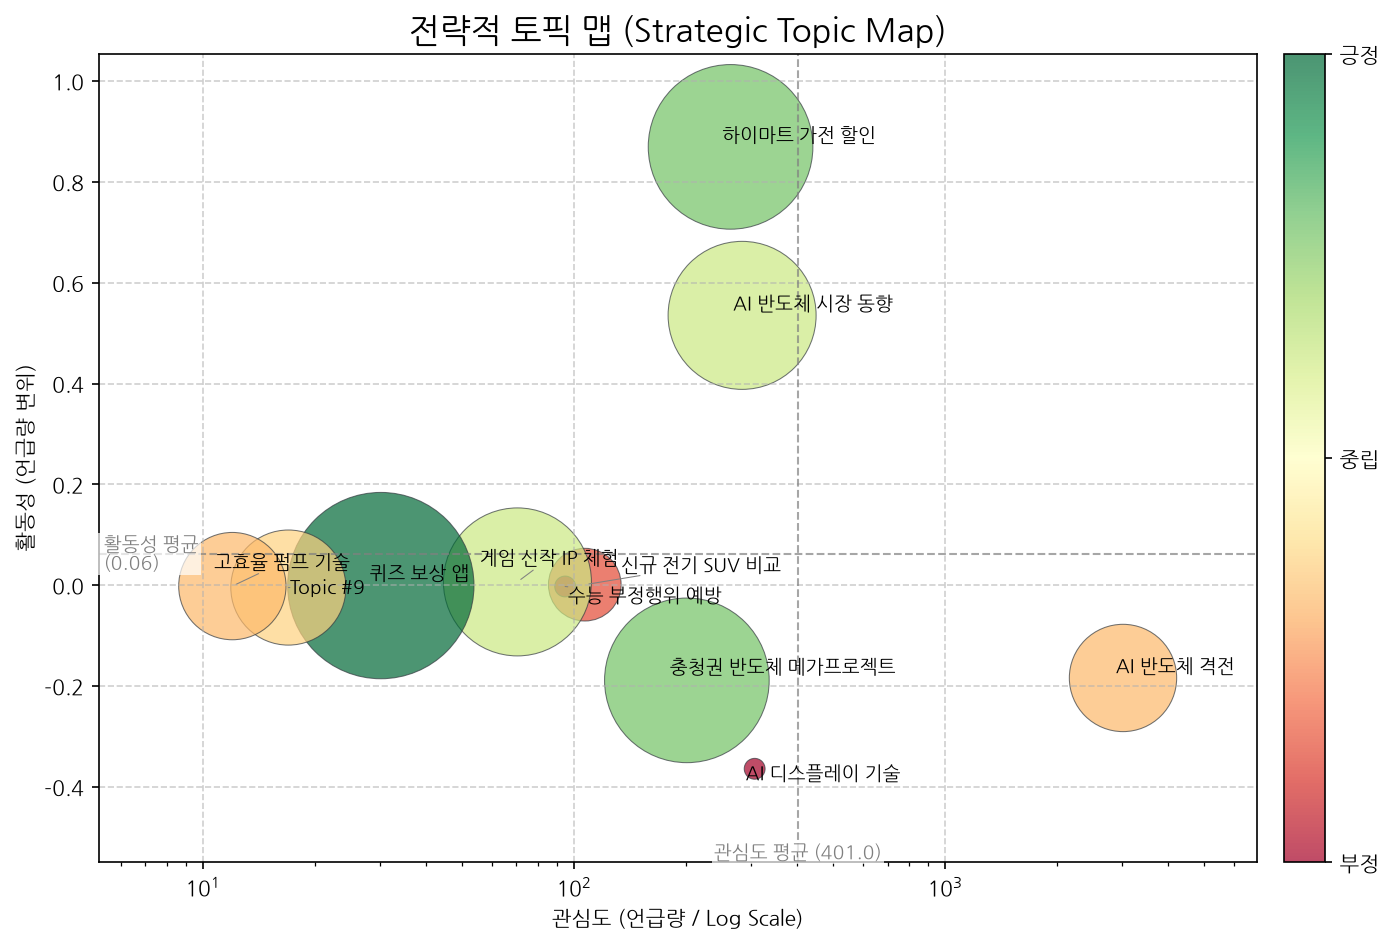 전략적 토픽 맵 (Strategic Topic Map)
긍정
중립
부정
활동성 (언급량 변위)
1.0
0.8
0.6
0.4
0.2
0.0
-0.2
-0.4
하이마트 가전 할인
AI 반도체 시장 동향
활동성 평균
(0.06)
고효율 펌프 기술
Topic #9
퀴즈 보상 앱
게임 신작 IP 체험
신규 전기 SUV 비교
수능 부정행위 예방
충청권 반도체 메가프로젝트
AI 반도체 격전
AI 디스플레이 기술
관심도 평균 (401.0)
10¹
10²
10³
관심도 (언급량 / Log Scale)